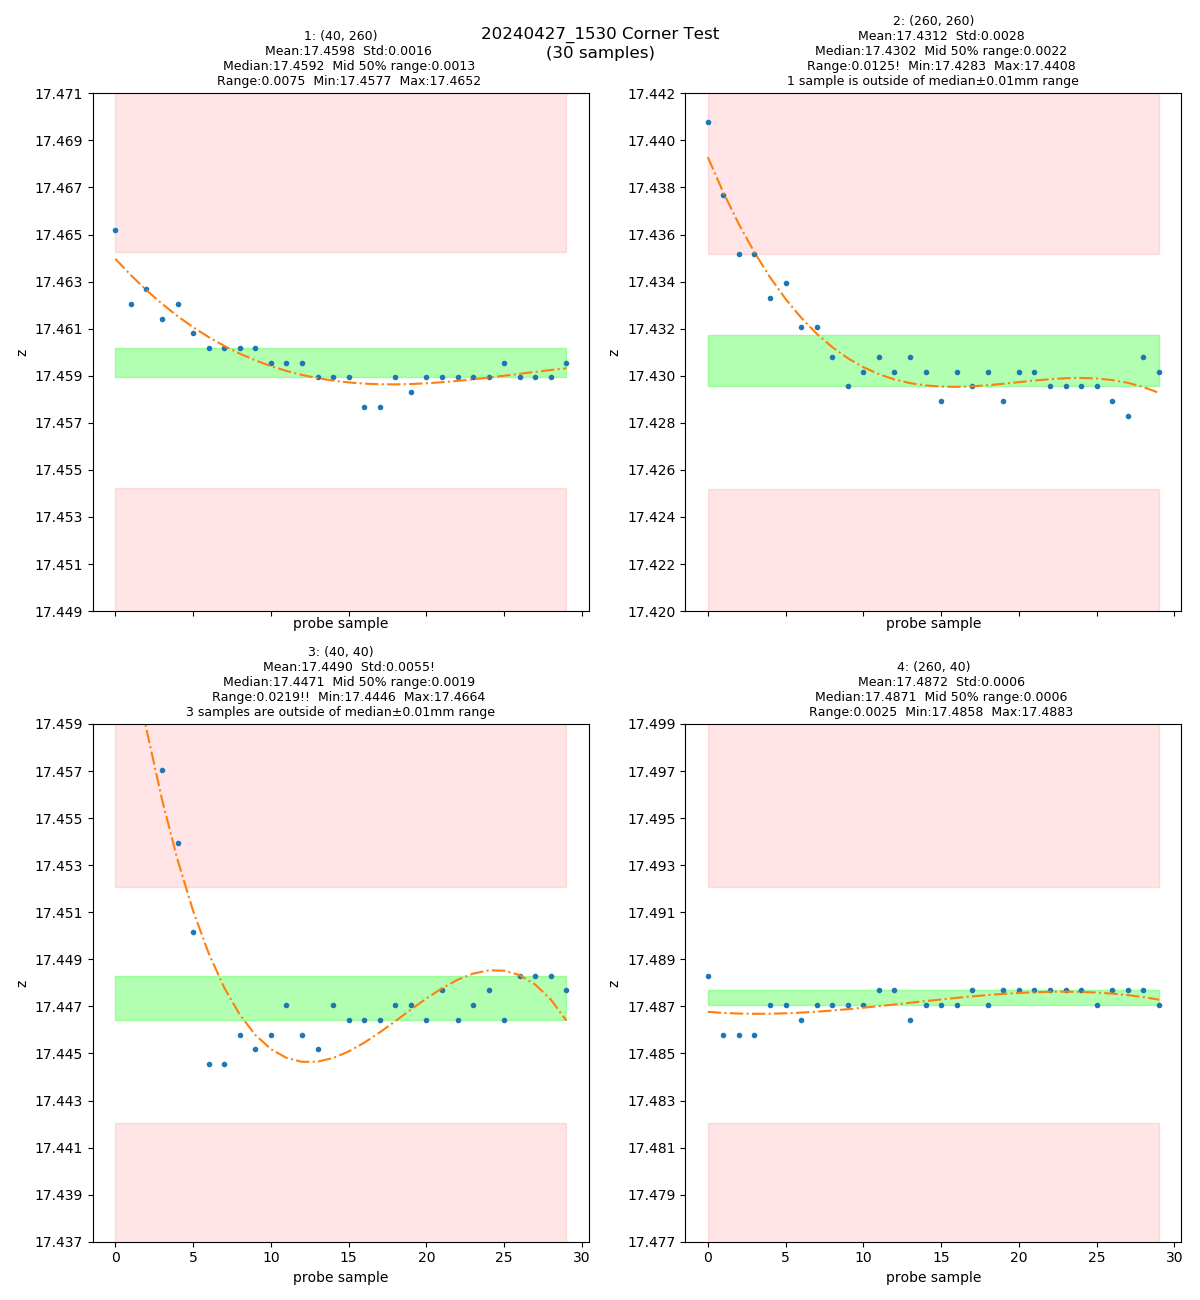 20240427_1530 Corner Test
(30 samples)
1: (40, 260)
Mean:17.4598  Std:0.0016
Median:17.4592  Mid 50% range:0.0013
Range:0.0075  Min:17.4577  Max:17.4652
17.471
17.469
17.467
17.465
17.463
17.461
17.459
17.457
17.455
17.453
17.451
17.449
z
probe sample
2: (260, 260)
Mean:17.4312  Std:0.0028
Median:17.4302  Mid 50% range:0.0022
Range:0.0125!  Min:17.4283  Max:17.4408
1 sample is outside of median±0.01mm range
17.442
17.440
17.438
17.436
17.434
17.432
17.430
17.428
17.426
17.424
17.422
17.420
z
probe sample
3: (40, 40)
Mean:17.4490  Std:0.0055!
Median:17.4471  Mid 50% range:0.0019
Range:0.0219!!  Min:17.4446  Max:17.4664
3 samples are outside of median±0.01mm range
17.459
17.457
17.455
17.453
17.451
17.449
17.447
17.445
17.443
17.441
17.439
17.437
z
0 5 10 15 20 25 30
probe sample
4: (260, 40)
Mean:17.4872  Std:0.0006
Median:17.4871  Mid 50% range:0.0006
Range:0.0025  Min:17.4858  Max:17.4883
17.499
17.497
17.495
17.493
17.491
17.489
17.487
17.485
17.483
17.481
17.479
17.477
z
0 5 10 15 20 25 30
probe sample